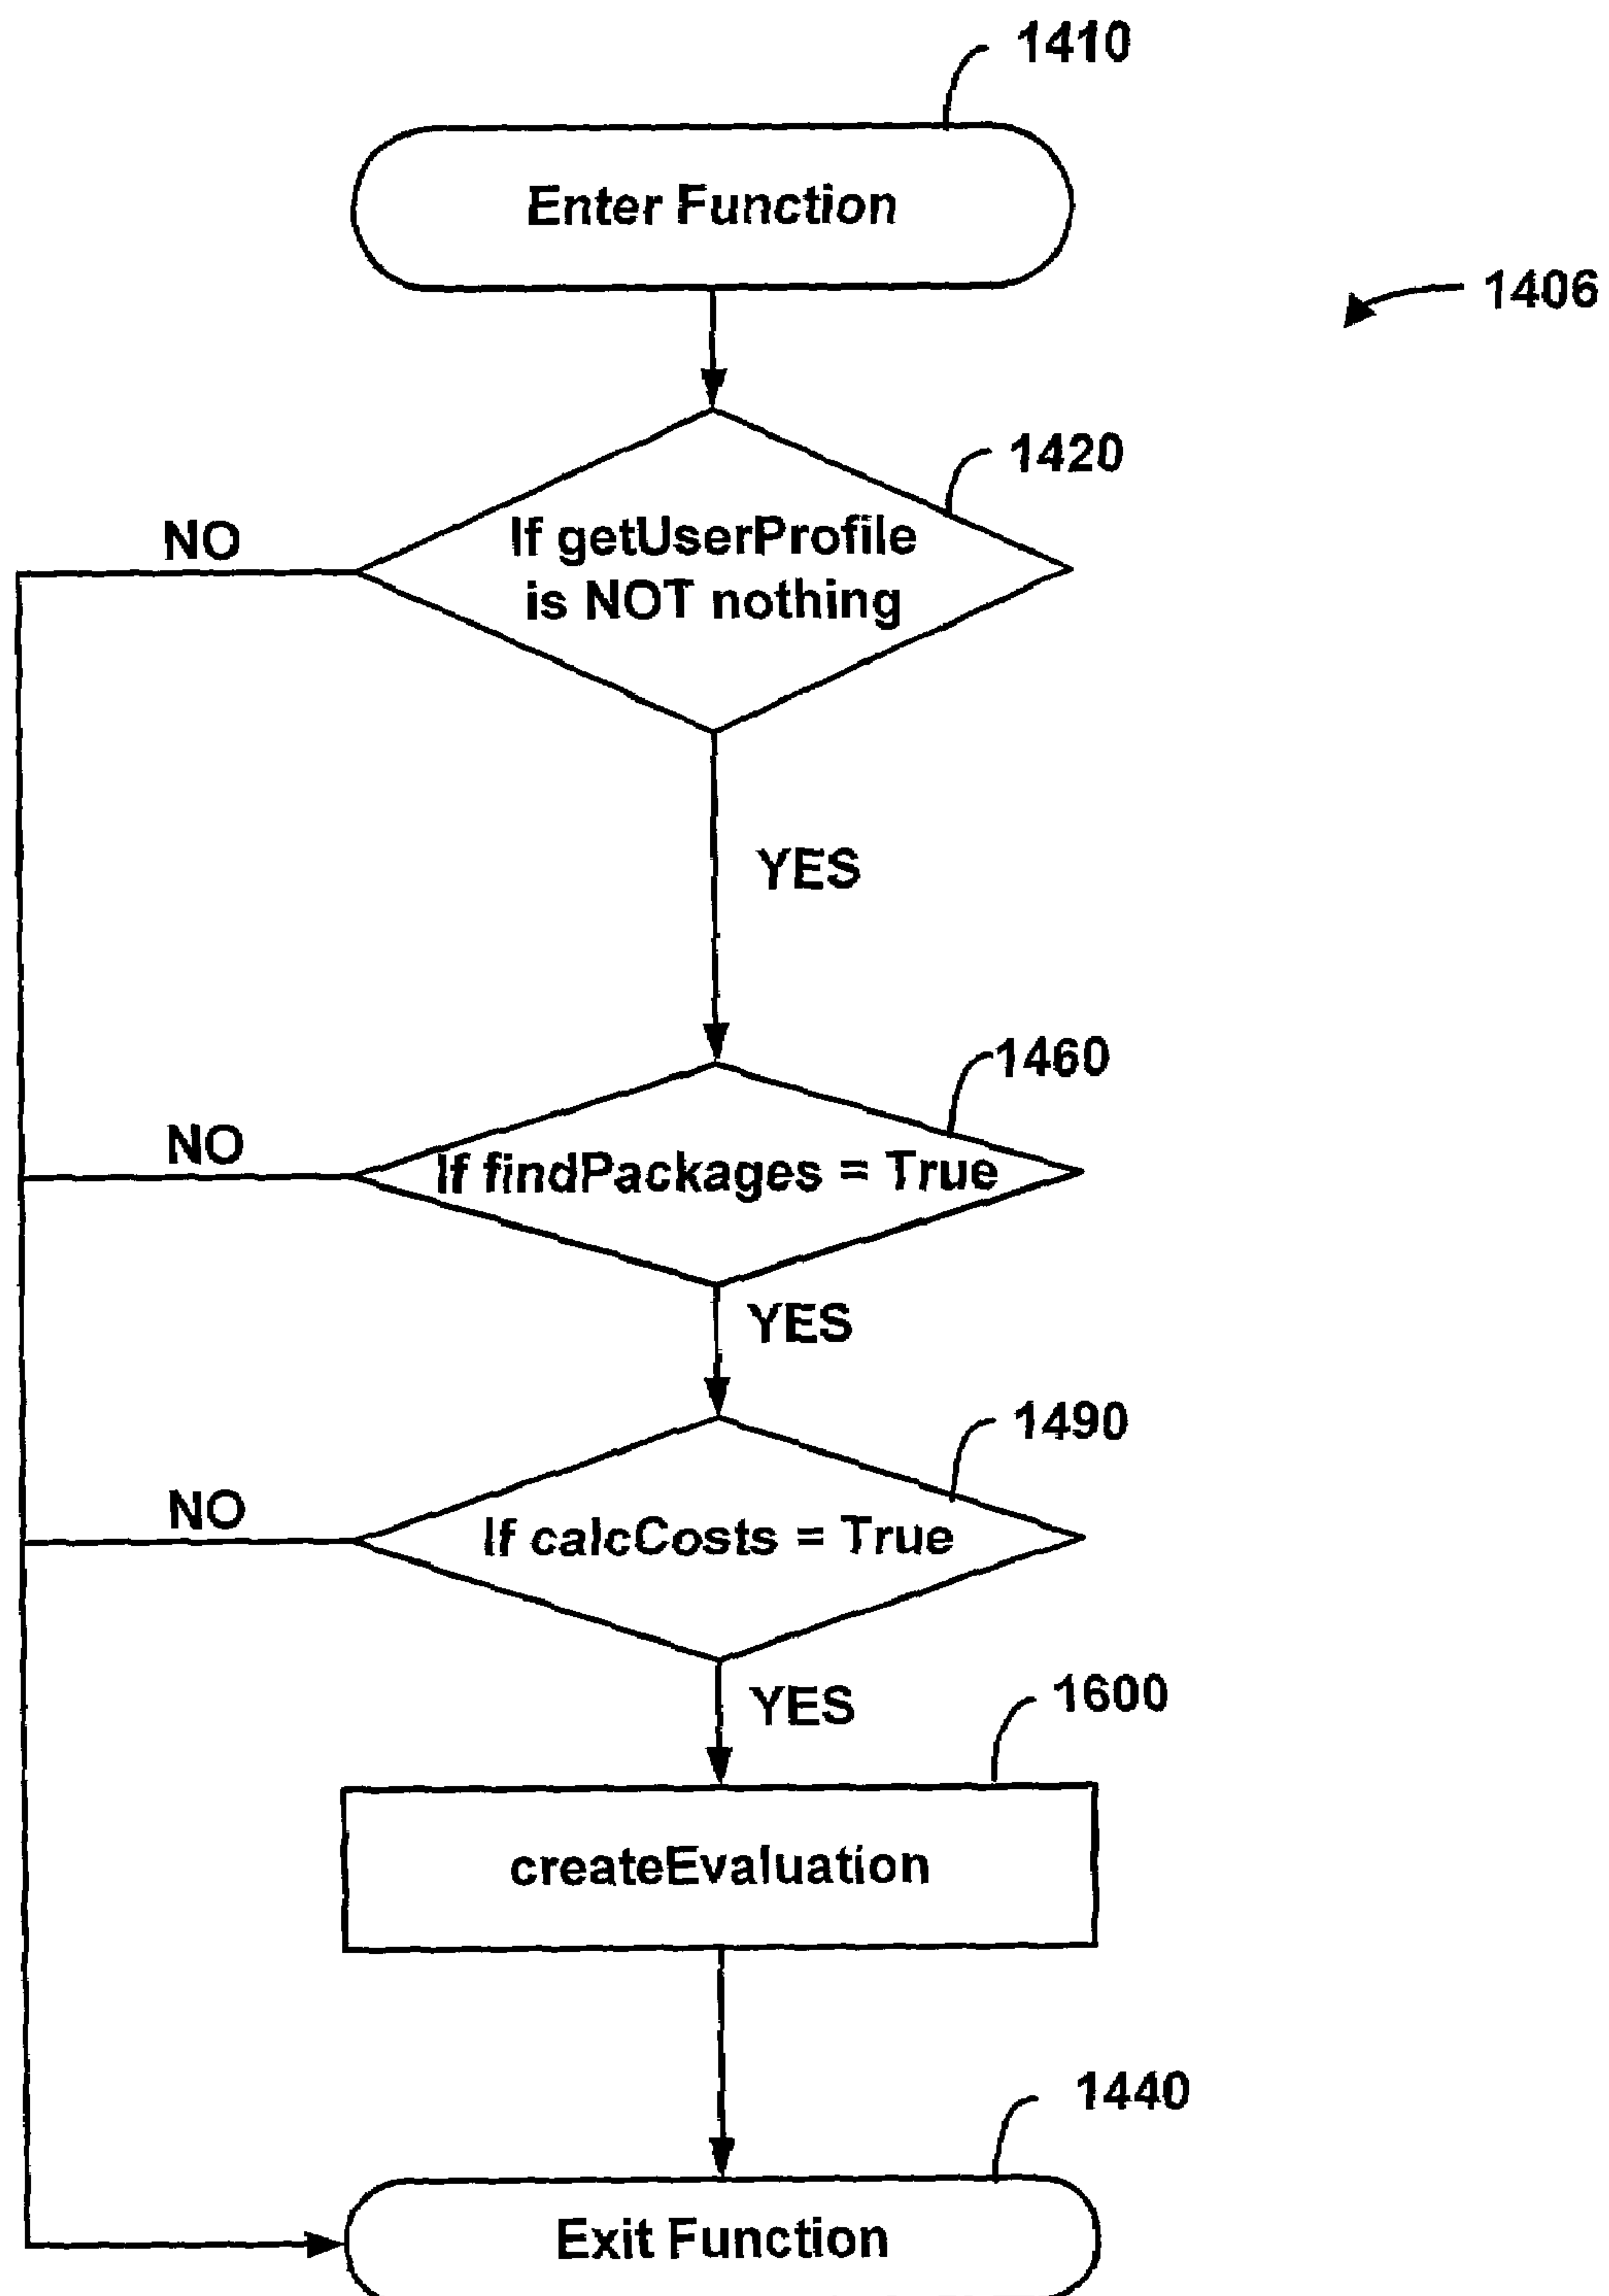 1410
Enter Function
1406
1420
If getUserProfile
is NOT nothing
NO
YES
1460
NO
If findPackages = True
YES
1490
NO
If calcCosts = True
YES
1600
createEvaluation
1440
Exit Function